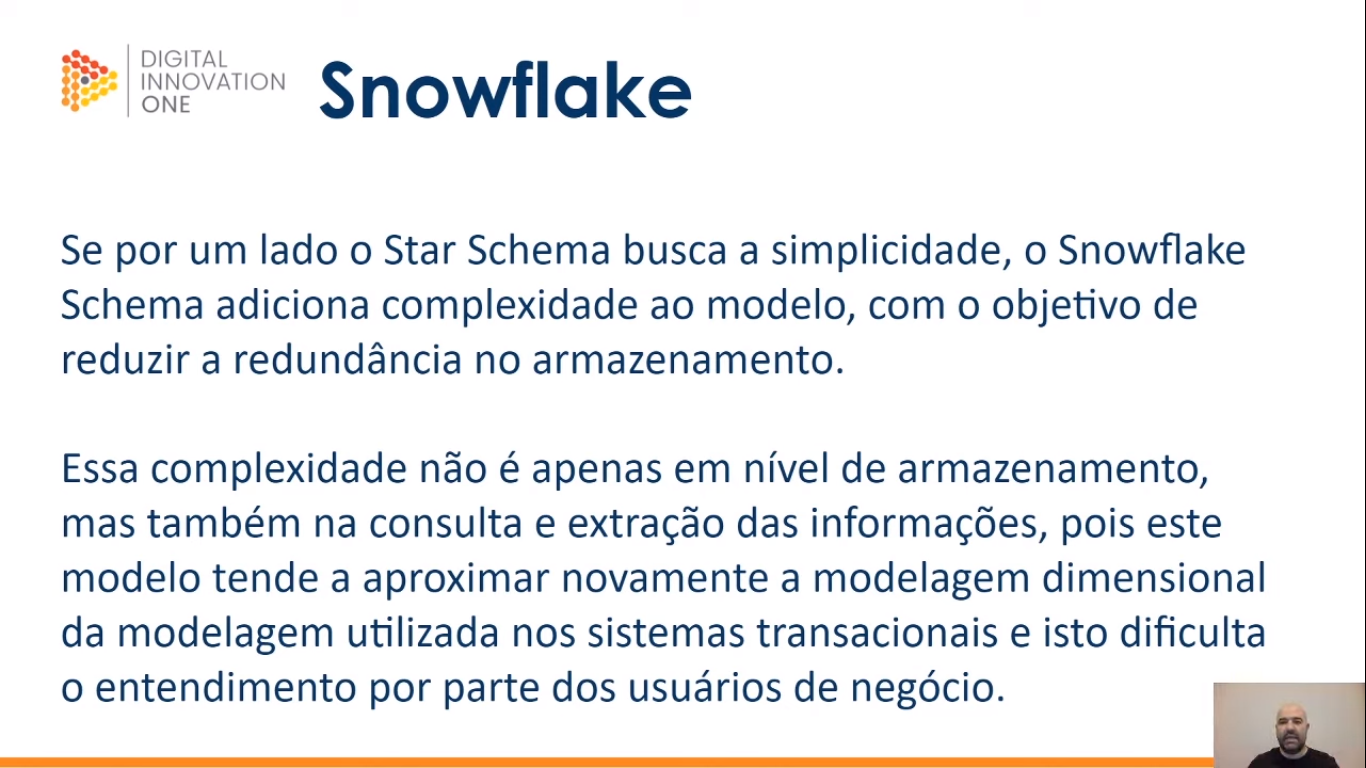 DIGITAL
INNOVATION
ONE
Snowflake
Se por um lado o Star Schema busca a simplicidade, o Snowflake
Schema adiciona complexidade ao modelo, com o objetivo de
reduzir a redundância no armazenamento.
Essa complexidade não é apenas em nível de armazenamento,
mas também na consulta e extração das informações, pois este
modelo tende a aproximar novamente a modelagem dimensional
da modelagem utilizada nos sistemas transacionais e isto dificulta
o entendimento por parte dos usuários de negócio.